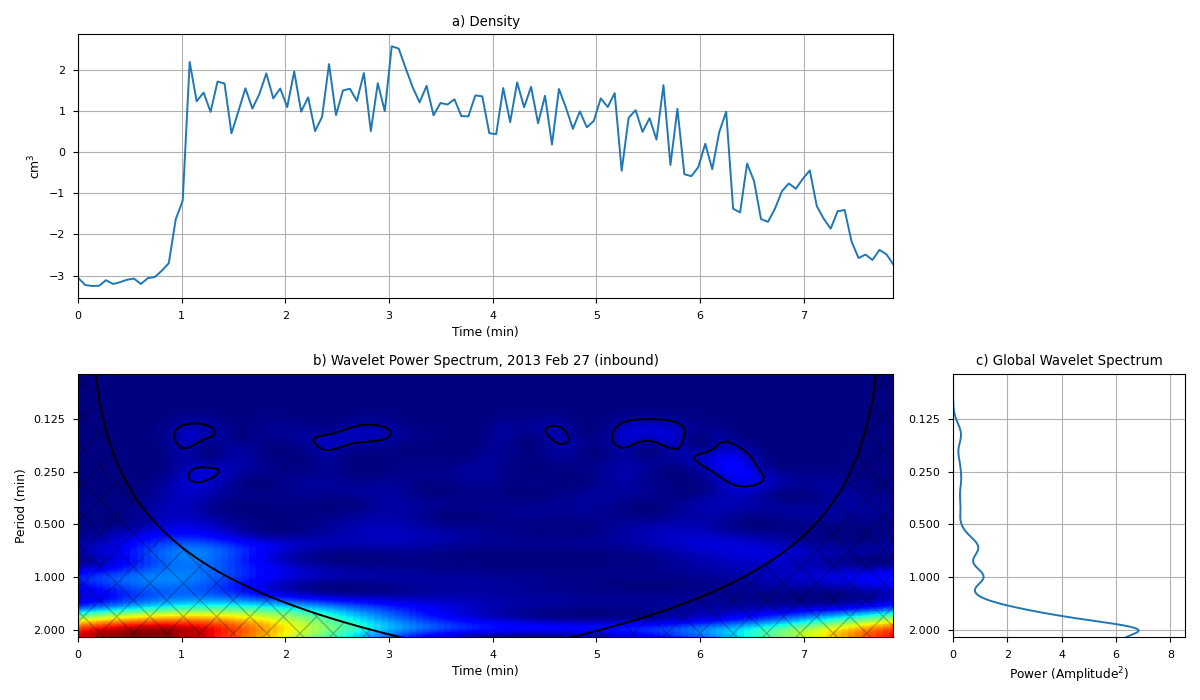 a) Density
2
1
0
−1
−2
−3
cm³
0 1 2 3 4 5 6 7
Time (min)
b) Wavelet Power Spectrum, 2013 Feb 27 (inbound)
0.125
0.250
0.500
1.000
2.000
Period (min)
0 1 2 3 4 5 6 7
Time (min)
c) Global Wavelet Spectrum
0.125
0.250
0.500
1.000
2.000
0 2 4 6 8
Power (Amplitude²)